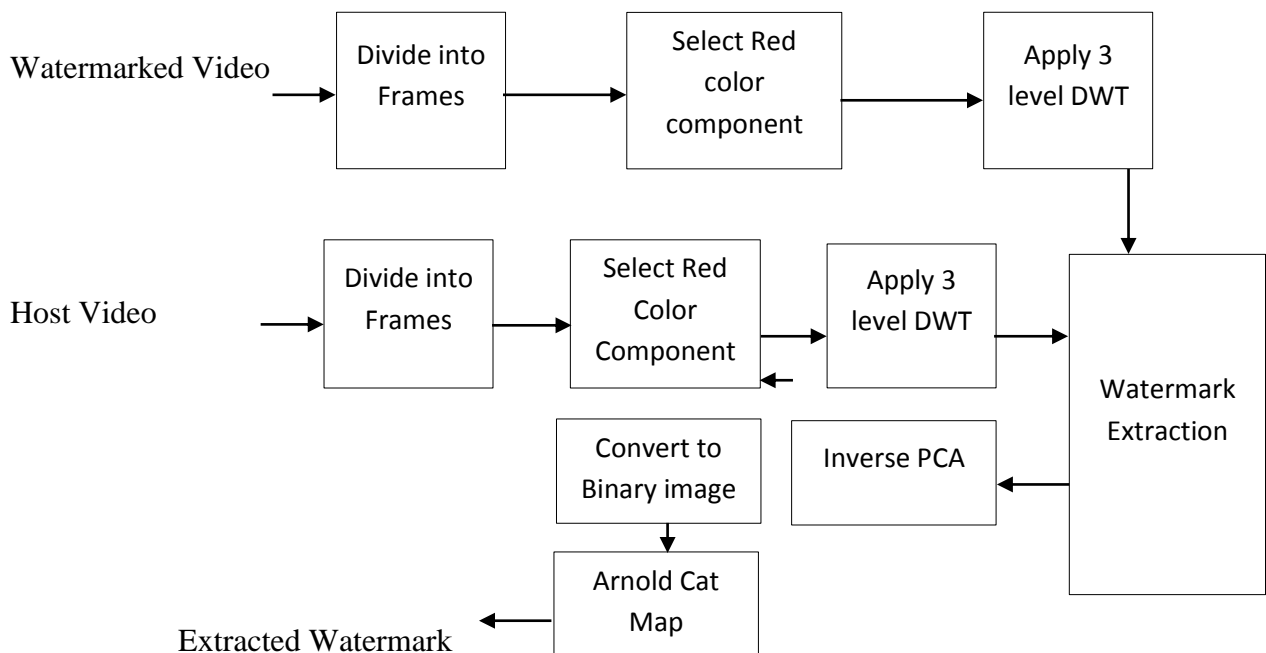 Watermarked Video
Divide into
Frames
Select Red
color
component
Apply 3
level DWT
Host Video
Divide into
Frames
Select Red
Color
Component
Apply 3
level DWT
Watermark
Extraction
Inverse PCA
Convert to
Binary image
Arnold Cat
Map
Extracted Watermark